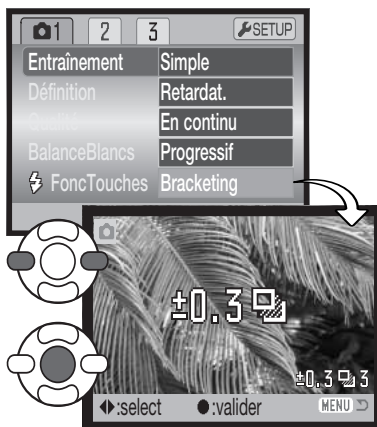 1 2 3 SETUP
Entraînement Simple
Définition Retardat.
Qualité En continu
BalanceBlancs Progressif
FoncTouches Bracketing
±0.3
±0.3 3
:select :valider MENU